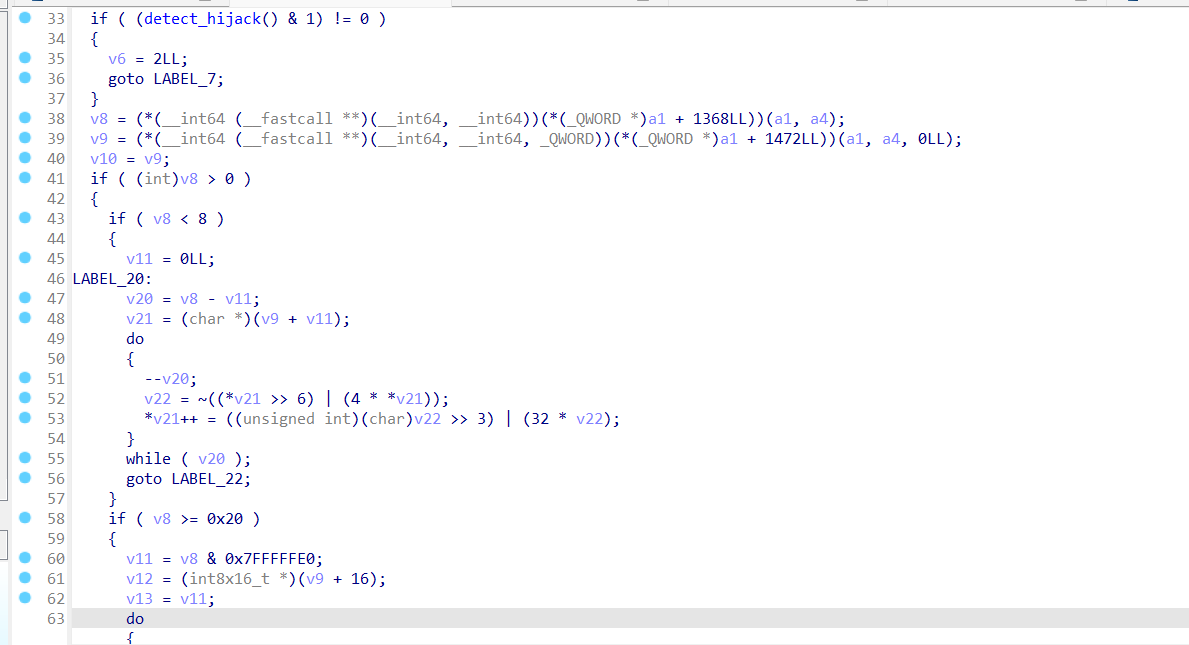 33 if ( (detect_hijack() & 1) != 0 )
34 {
35 v6 = 2LL;
36 goto LABEL_7;
37 }
38 v8 = (*(__int64 (__fastcall **)(__int64, __int64))(*(_QWORD *)a1 + 1368LL))(a1, a4);
39 v9 = (*(__int64 (__fastcall **)(__int64, __int64, _QWORD))(*(_QWORD *)a1 + 1472LL))(a1, a4, 0LL);
40 v10 = v9;
41 if ( (int)v8 > 0 )
42 {
43 if ( v8 < 8 )
44 {
45 v11 = 0LL;
46 LABEL_20:
47 v20 = v8 - v11;
48 v21 = (char *)(v9 + v11);
49 do
50 {
51 --v20;
52 v22 = ~((*v21 >> 6) | (4 * *v21));
53 *v21++ = ((unsigned int)(char)v22 >> 3) | (32 * v22);
54 }
55 while ( v20 );
56 goto LABEL_22;
57 }
58 if ( v8 >= 0x20 )
59 {
60 v11 = v8 & 0x7FFFFFE0;
61 v12 = (int8x16_t *)(v9 + 16);
62 v13 = v11;
63 do
{